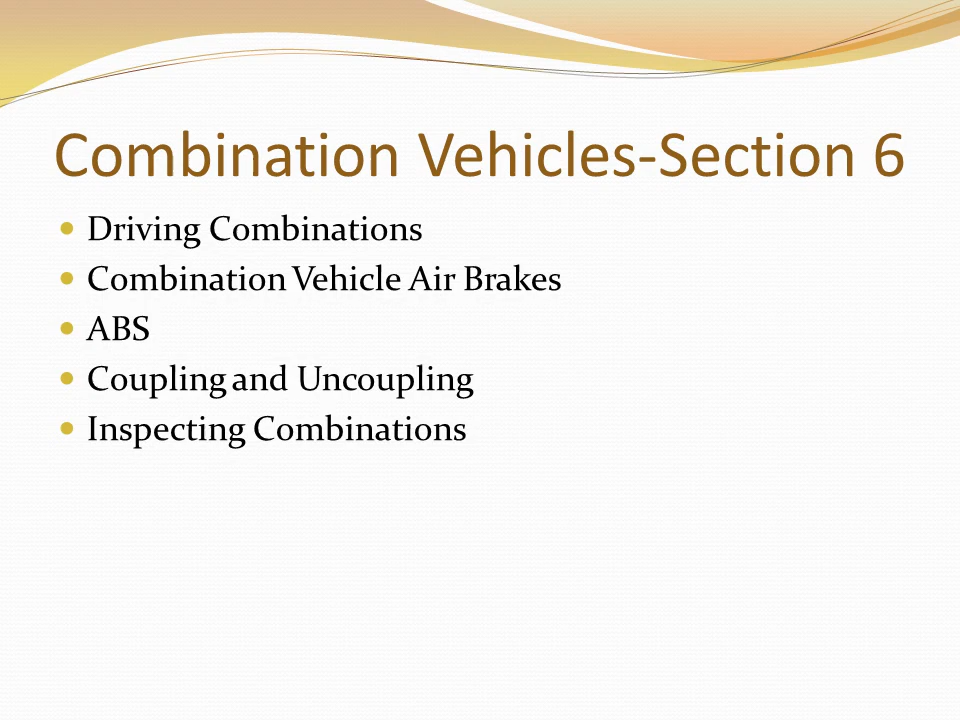 Combination Vehicles-Section 6
Driving Combinations
Combination Vehicle Air Brakes
ABS
Coupling and Uncoupling
Inspecting Combinations